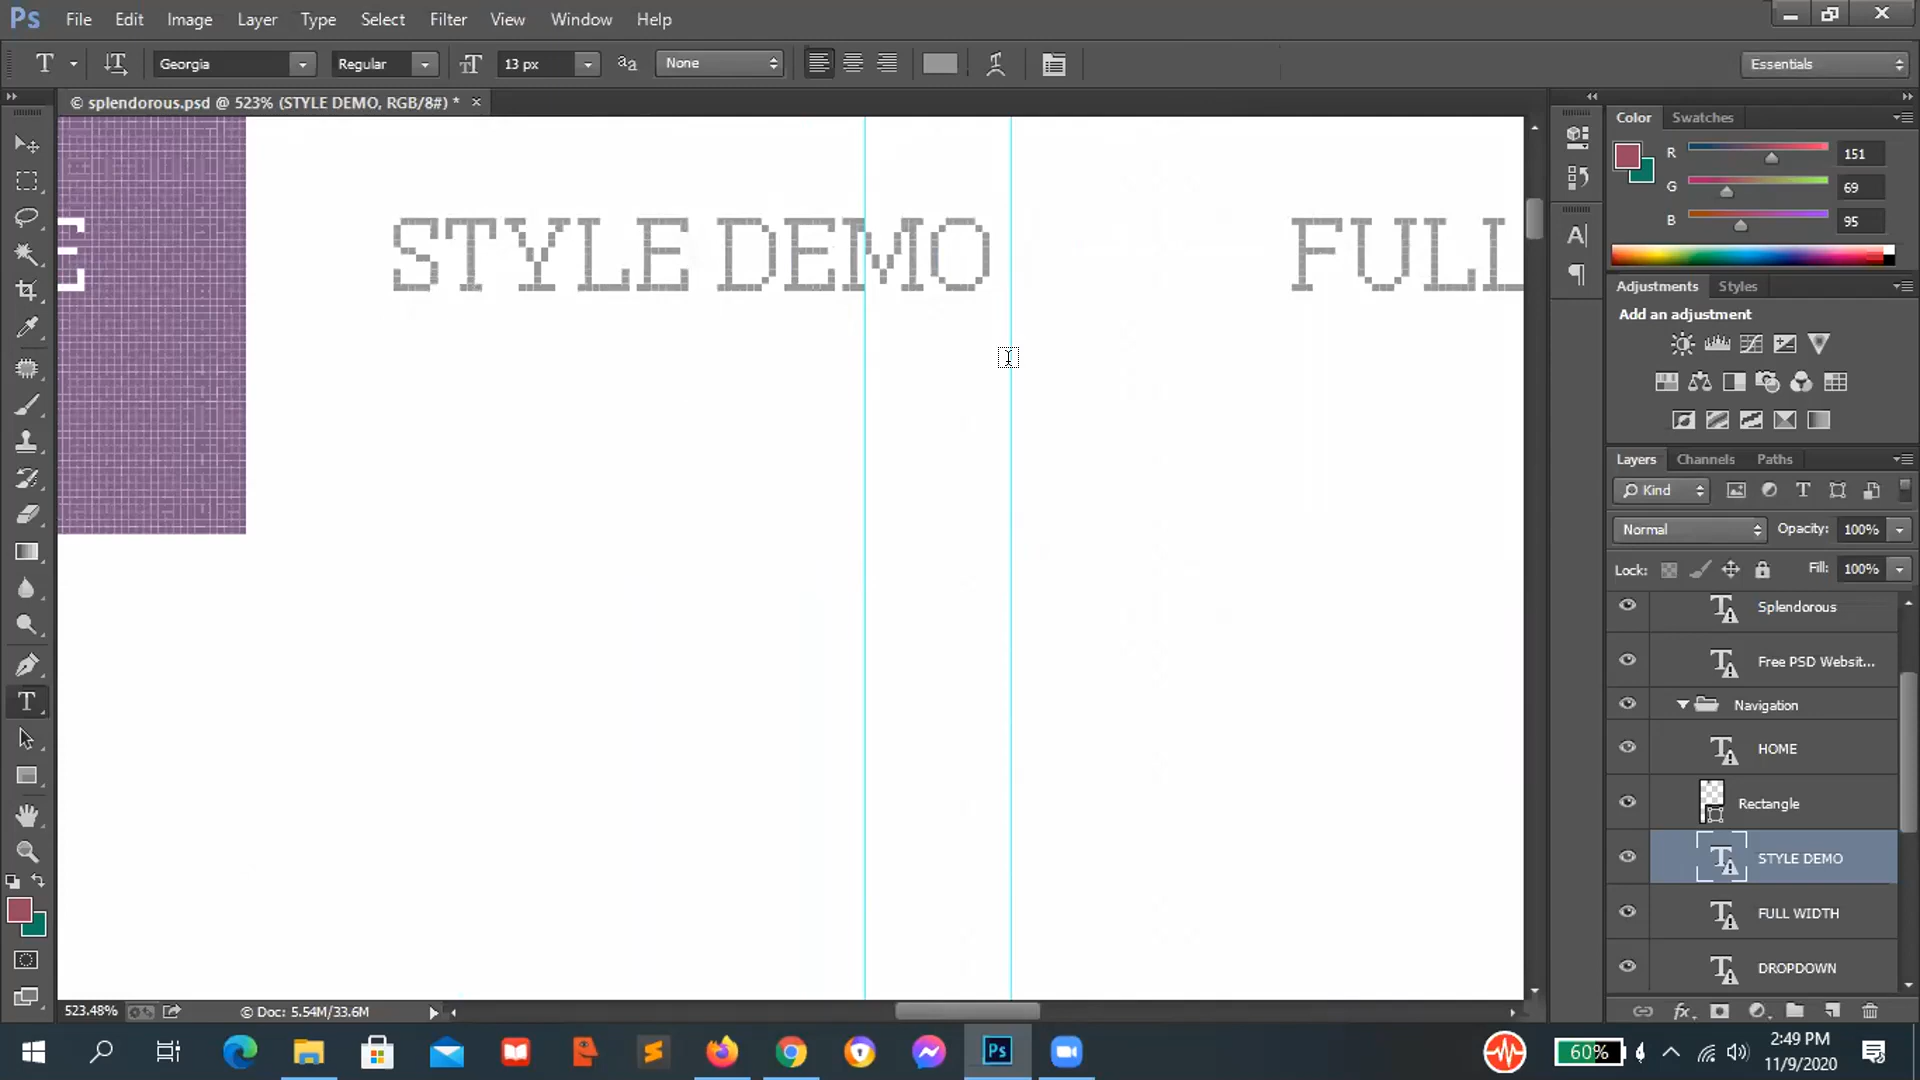 Ps File Edit Image Layer Type Select Filter View Window Help
T Georgia Regular 13 px aa None Essentials
© splendorous.psd @ 523% (STYLE DEMO, RGB/8#) * ×
E STYLE DEMO FULL
Color Swatches
R 151
G 69
B 95
Adjustments Styles
Add an adjustment
Layers Channels Paths
Kind
Normal Opacity: 100%
Lock: Fill: 100%
Splendorous
Free PSD Websit...
Navigation
HOME
Rectangle
STYLE DEMO
FULL WIDTH
DROPDOWN
523.48% © Doc: 5.54M/33.6M
60%
2:49 PM
11/9/2020